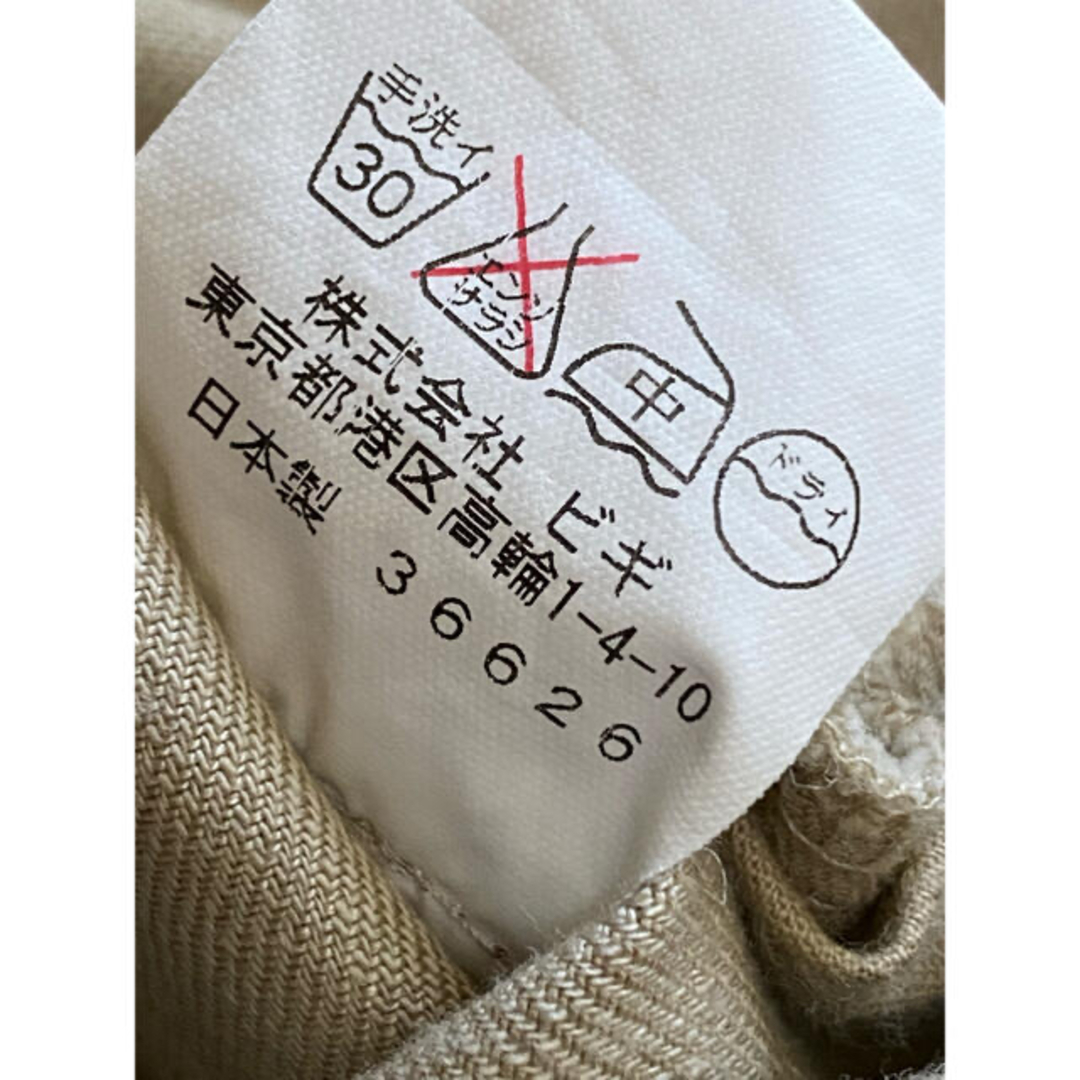 手洗イ
30
エンソ
サラシ
中
ドライ
株式会社 ビギ
東京都港区高輪1-4-10
日本製 36626